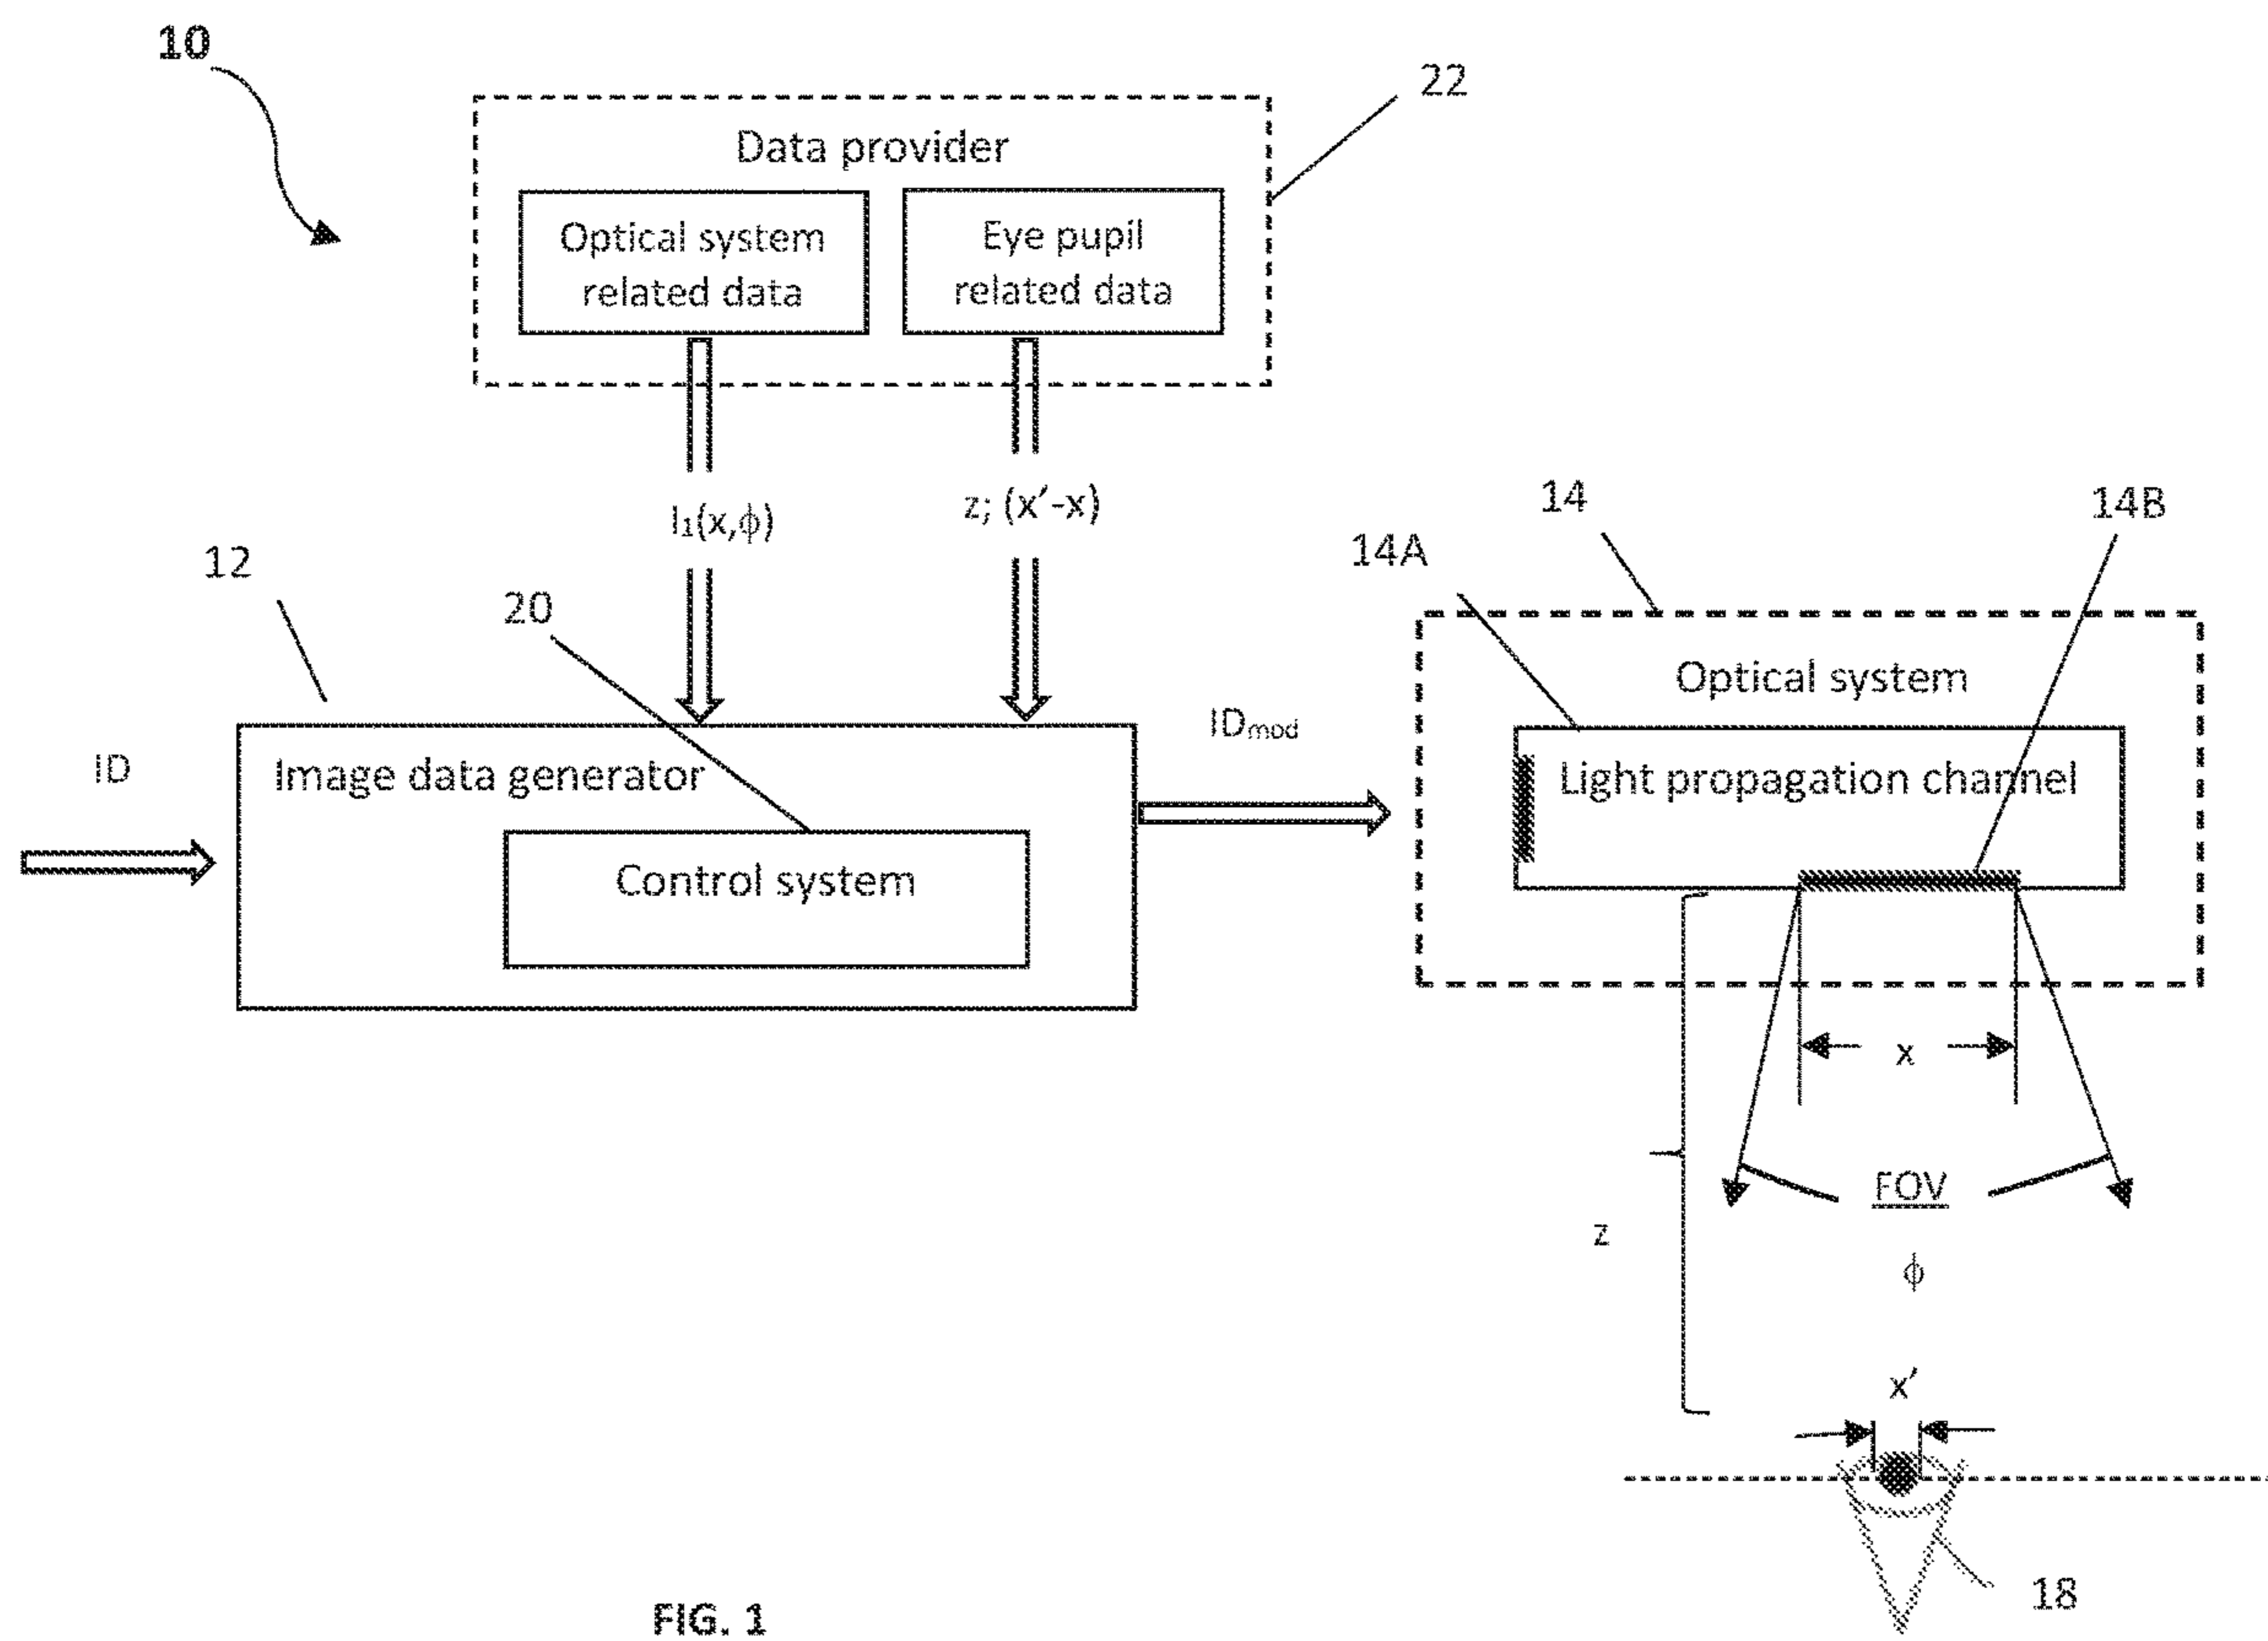 10
22
Data provider
Optical system
related data
Eye pupil
related data
I₁(x,ϕ)
z; (x′-x)
14
14B
14A
12
20
Optical system
ID
Image data generator
IDmod
Light propagation channel
Control system
x
FOV
z
ϕ
x′
18
FIG. 1